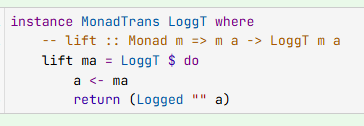 instance MonadTrans LoggT where
    -- lift :: Monad m => m a -> LoggT m a
    lift ma = LoggT $ do
        a <- ma
        return (Logged "" a)